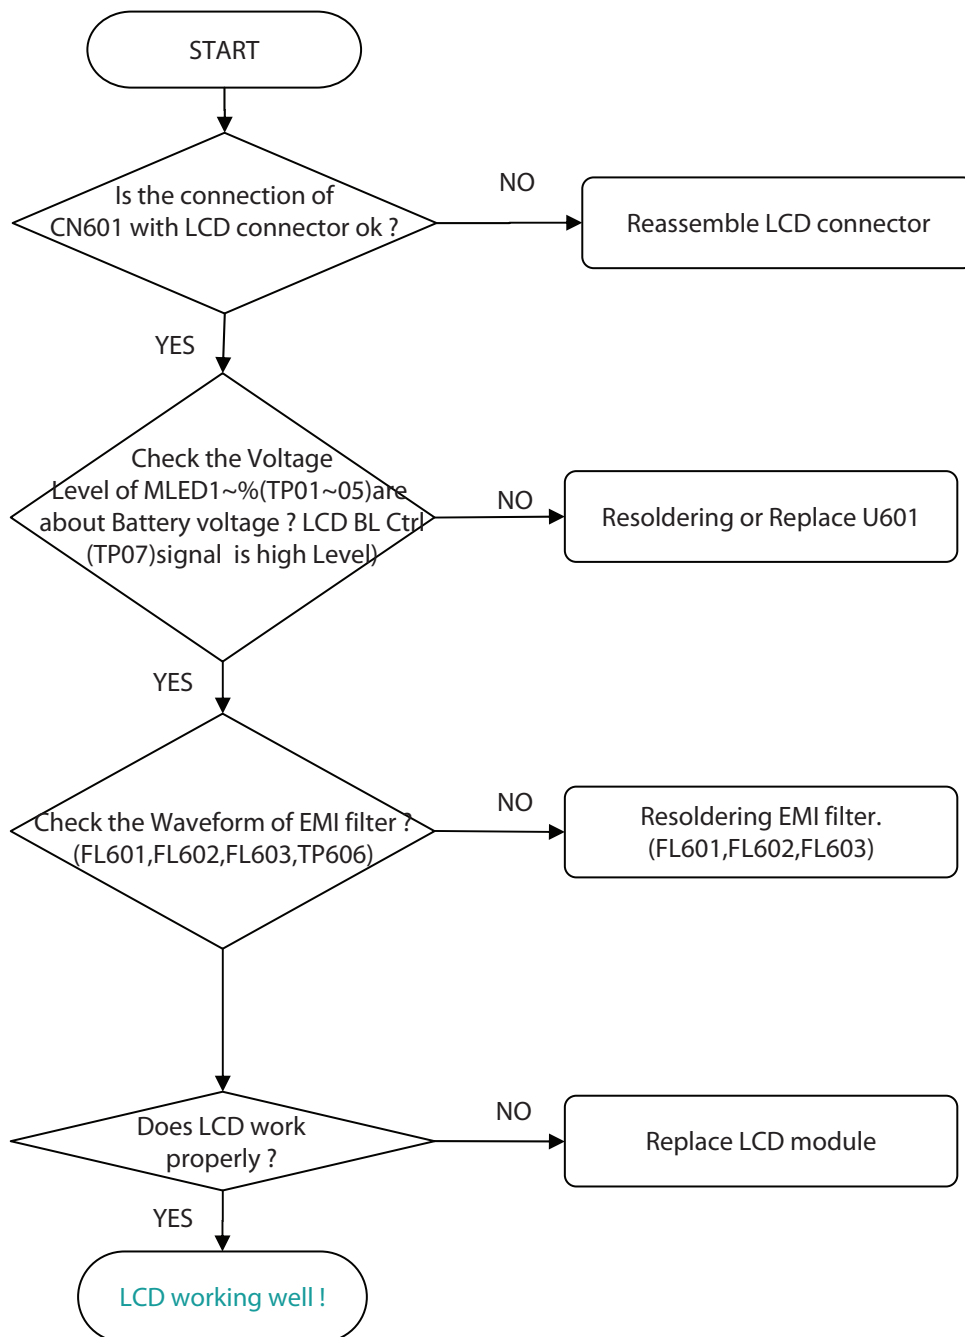 START
Is the connection of
CN601 with LCD connector ok ?
NO
Reassemble LCD connector
YES
Check the Voltage
Level of MLED1~%(TP01~05)are
about Battery voltage ? LCD BL Ctrl
(TP07)signal  is high Level)
NO
Resoldering or Replace U601
YES
Check the Waveform of EMI filter ?
(FL601,FL602,FL603,TP606)
NO
Resoldering EMI filter.
(FL601,FL602,FL603)
Does LCD work
properly ?
NO
Replace LCD module
YES
LCD working well !